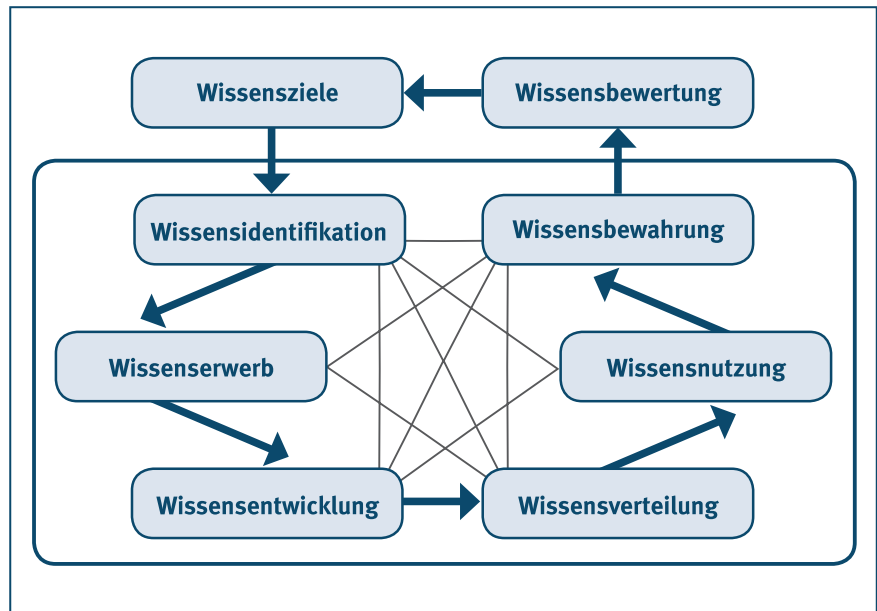 Wissensziele
Wissensbewertung
Wissensidentifikation
Wissensbewahrung
Wissenserwerb
Wissensnutzung
Wissensentwicklung
Wissensverteilung